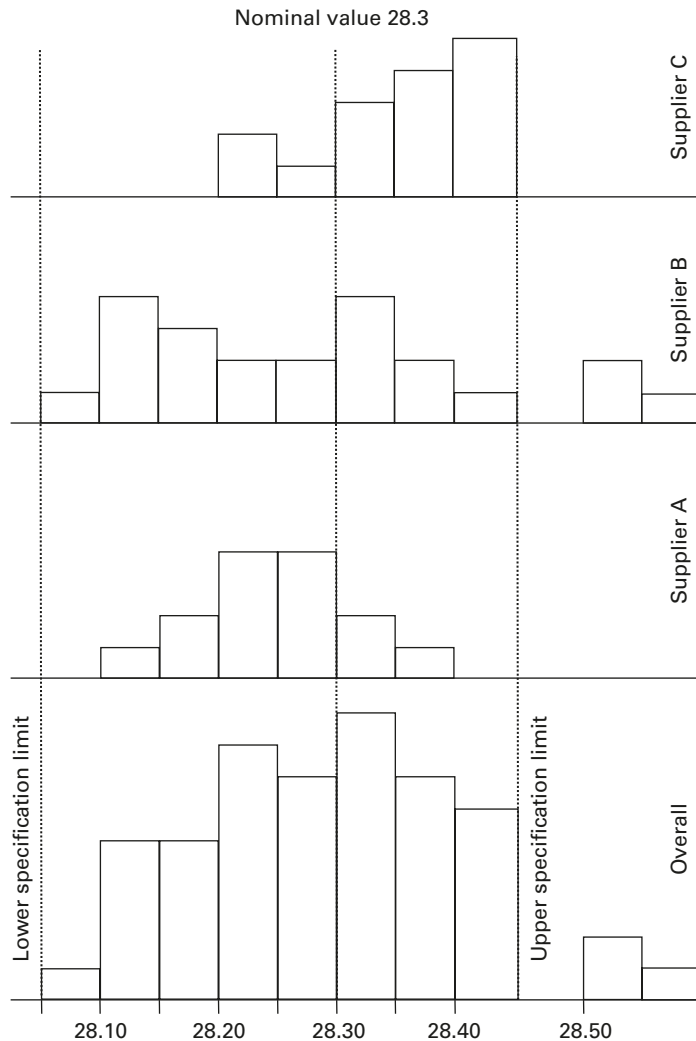 Nominal value 28.3
Supplier C
Supplier B
Supplier A
Lower specification limit
Upper specification limit
Overall
28.10 28.20 28.30 28.40 28.50